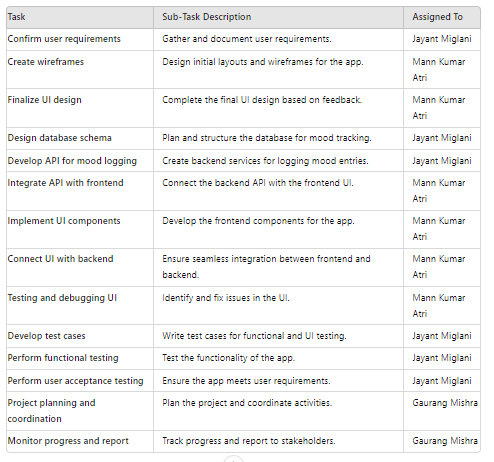 Task Sub-Task Description Assigned To
Confirm user requirements Gather and document user requirements. Jayant Miglani
Create wireframes Design initial layouts and wireframes for the app. Mann Kumar
Atri
Finalize UI design Complete the final UI design based on feedback. Mann Kumar
Atri
Design database schema Plan and structure the database for mood tracking. Jayant Miglani
Develop API for mood logging Create backend services for logging mood entries. Jayant Miglani
Integrate API with frontend Connect the backend API with the frontend UI. Mann Kumar
Atri
Implement UI components Develop the frontend components for the app. Mann Kumar
Atri
Connect UI with backend Ensure seamless integration between frontend and Mann Kumar
backend. Atri
Testing and debugging UI Identify and fix issues in the UI. Mann Kumar
Atri
Develop test cases Write test cases for functional and UI testing. Jayant Miglani
Perform functional testing Test the functionality of the app. Jayant Miglani
Perform user acceptance testing Ensure the app meets user requirements. Jayant Miglani
Project planning and Plan the project and coordinate activities. Gaurang Mishra
coordination
Monitor progress and report Track progress and report to stakeholders. Gaurang Mishra